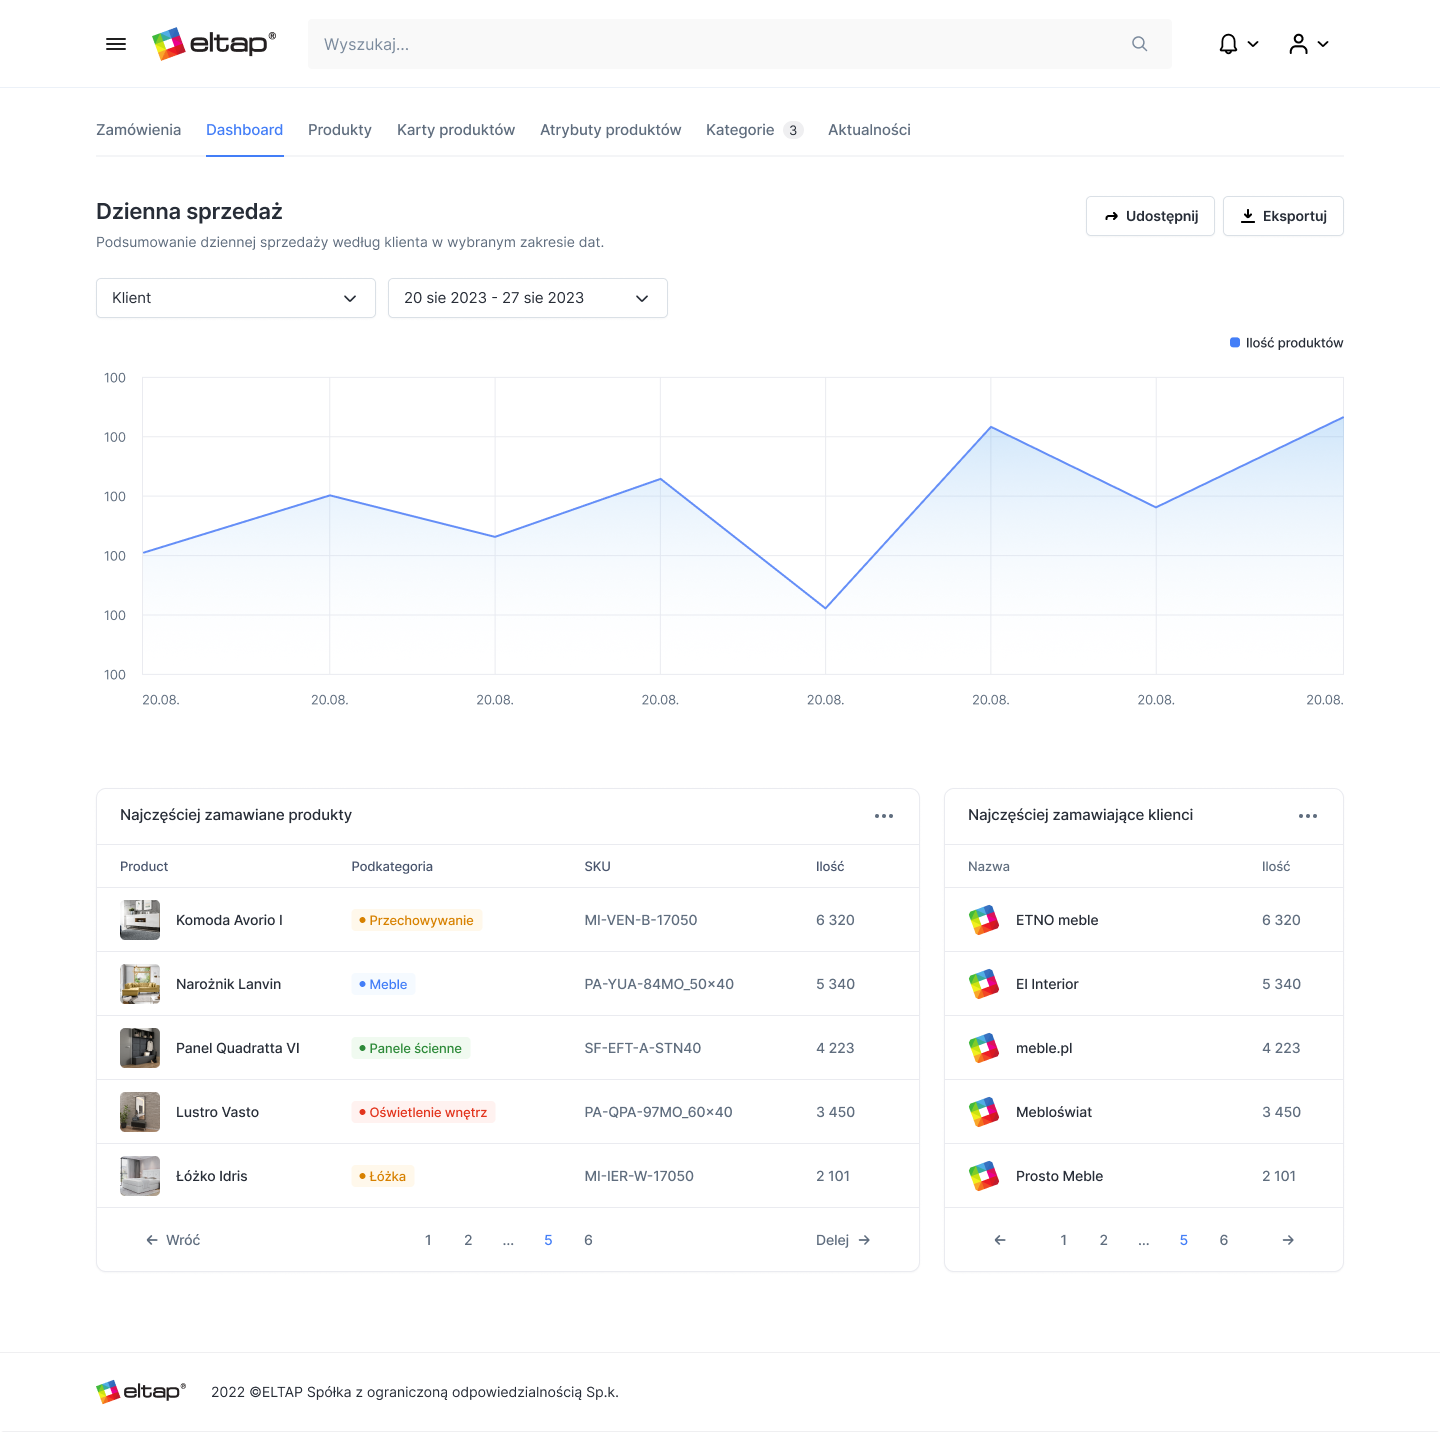 eltap®
Wyszukaj...
Zamówienia Dashboard Produkty Karty produktów Atrybuty produktów Kategorie 3 Aktualności
Dzienna sprzedaż
Podsumowanie dziennej sprzedaży według klienta w wybranym zakresie dat.
Udostępnij Eksportuj
Klient
20 sie 2023 - 27 sie 2023
Ilość produktów
100
100
100
100
100
100
20.08. 20.08. 20.08. 20.08. 20.08. 20.08. 20.08. 20.08.
Najczęściej zamawiane produkty
Product Podkategoria SKU Ilość
Komoda Avorio I Przechowywanie MI-VEN-B-17050 6 320
Narożnik Lanvin Meble PA-YUA-84MO_50×40 5 340
Panel Quadratta VI Panele ścienne SF-EFT-A-STN40 4 223
Lustro Vasto Oświetlenie wnętrz PA-QPA-97MO_60×40 3 450
Łóżko Idris Łóżka MI-IER-W-17050 2 101
← Wróć 1 2 ... 5 6 Delej →
Najczęściej zamawiające klienci
Nazwa Ilość
ETNO meble 6 320
El Interior 5 340
meble.pl 4 223
Mebloświat 3 450
Prosto Meble 2 101
← 1 2 ... 5 6 →
eltap® 2022 ©ELTAP Spółka z ograniczoną odpowiedzialnością Sp.k.